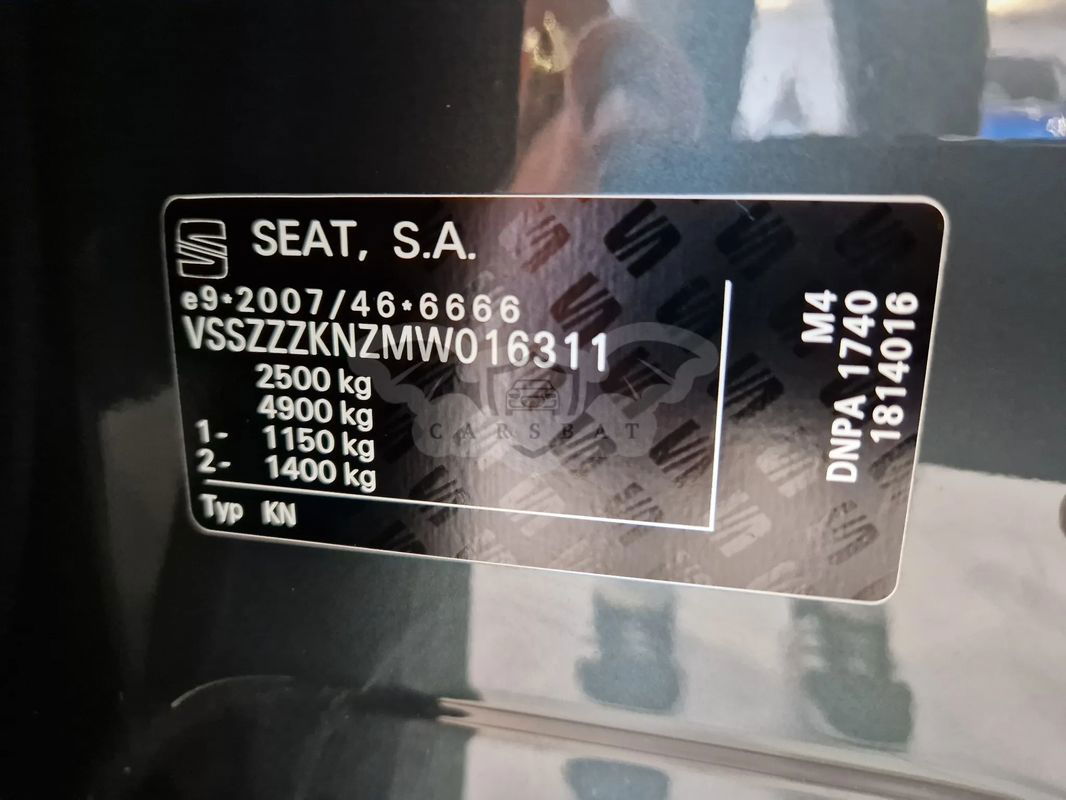 SEAT, S.A.
e9*2007/46*6666
VSSZZZKNZMW016311
2500 kg
4900 kg
1- 1150 kg
2- 1400 kg
Typ KN
M4
DNPA 1740
18140016
CARSBAT